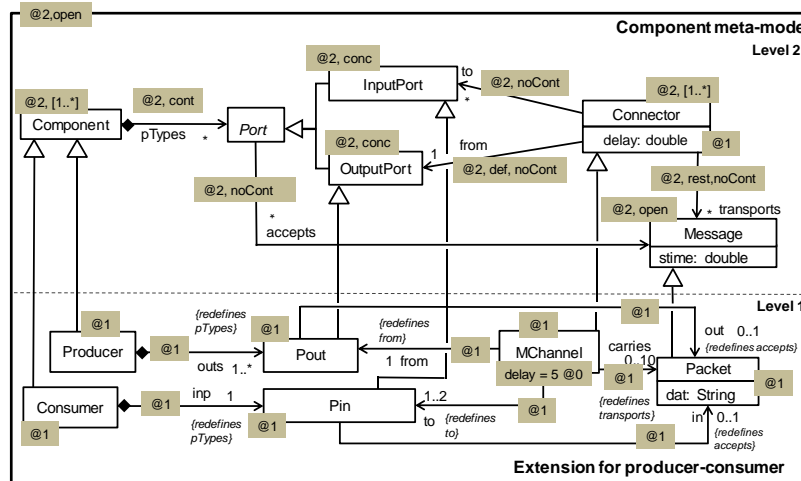 @2,open
Component meta-mode
Level 2
@2, conc
InputPort
to
*
@2, noCont
@2, [1..*]
Connector
delay: double
@1
@2, [1..*]
Component
@2, cont
pTypes
*
Port
@2, conc
OutputPort
1
from
@2, def, noCont
@2, noCont
*
accepts
@2, rest,noCont
* transports
@2, open
Message
stime: double
Level 1
@1
Producer
@1
{redefines
pTypes}
outs
1..*
@1
Pout
{redefines
from}
1 from
@1
@1
MChannel
delay = 5 @0
@1
carries
0..10
@1
{redefines
transports}
out
0..1
{redefines accepts}
Packet
dat: String
@1
Consumer
@1
@1
inp
1
{redefines
pTypes}
Pin
@1
1..2
to
{redefines
to}
@1
@1
in
0..1
{redefines
accepts}
Extension for producer-consumer